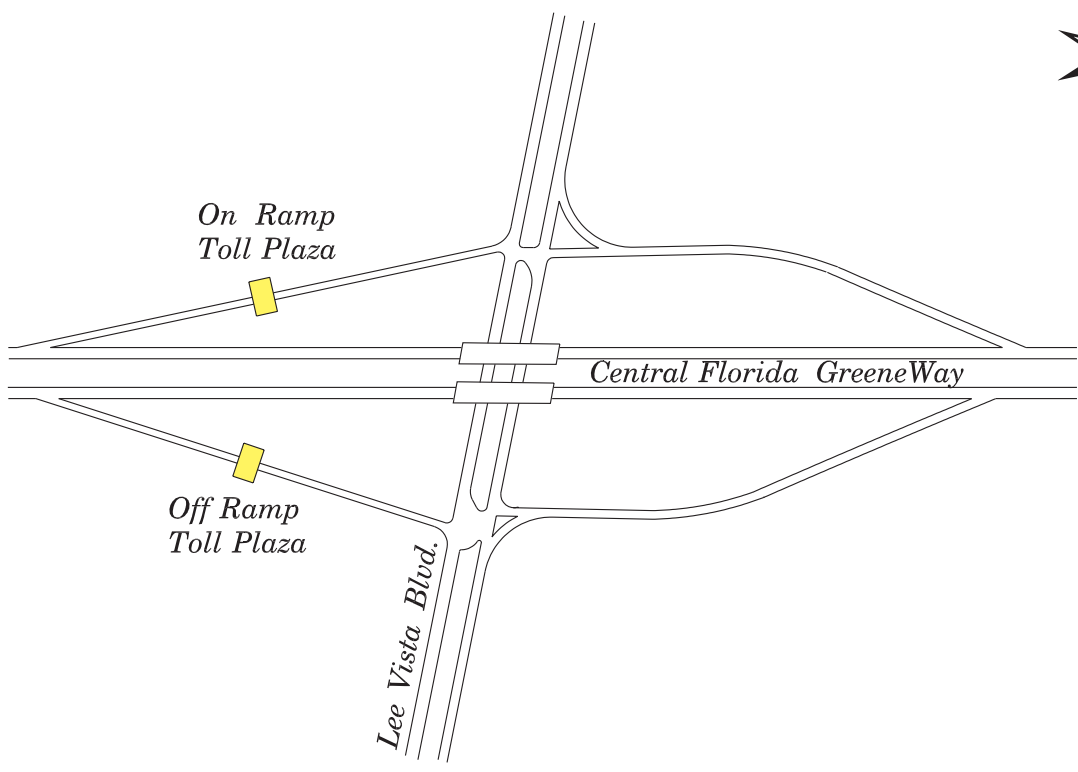 On Ramp
Toll Plaza
Central Florida GreeneWay
Off Ramp
Toll Plaza
Lee Vista Blvd.